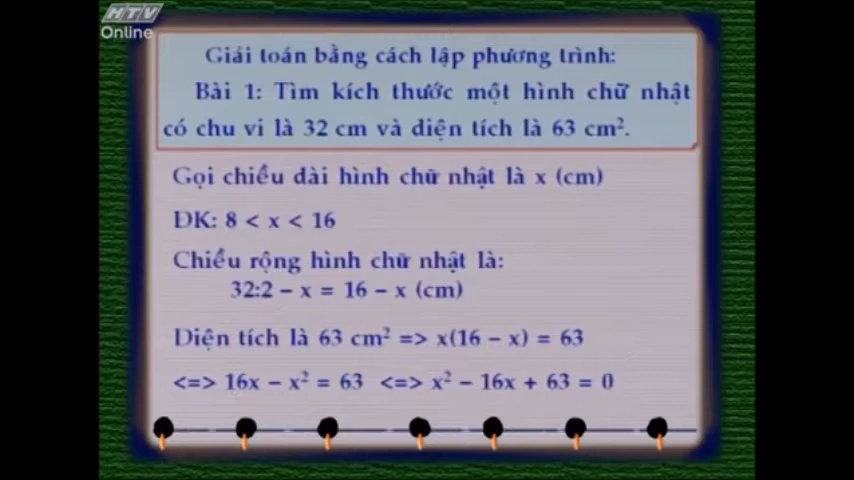 HTV
Online
Giải toán bằng cách lập phương trình:
Bài 1: Tìm kích thước một hình chữ nhật
có chu vi là 32 cm và diện tích là 63 cm².
Gọi chiều dài hình chữ nhật là x (cm)
ĐK: 8 < x < 16
Chiều rộng hình chữ nhật là:
32:2 – x = 16 – x (cm)
Diện tích là 63 cm² => x(16 – x) = 63
<=> 16x – x² = 63 <=> x² – 16x + 63 = 0